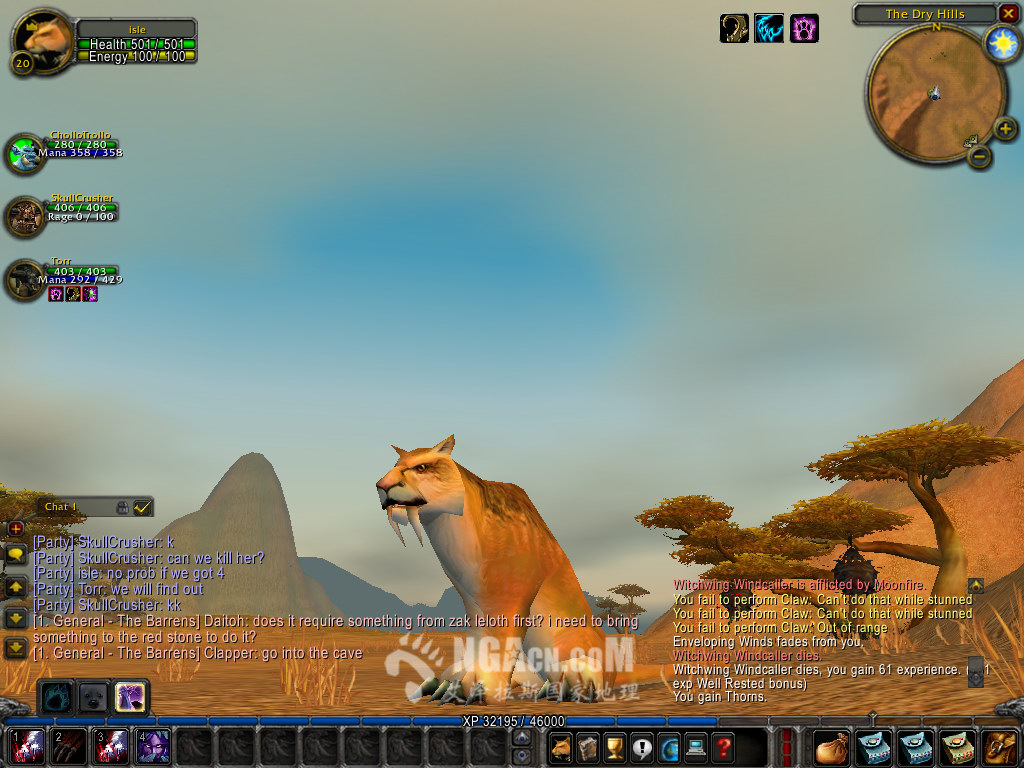 isle
Health 501 / 501
20
Energy 100 / 100
The Dry Hills
N
CholloTrollo
280 / 280
Mana 358 / 358
SkullCrusher
406 / 406
Rage 0 / 100
Torr
403 / 403
Mana 292 / 429
Chat 1
[Party] SkullCrusher: k
[Party] SkullCrusher: can we kill her?
[Party] isle: no prob if we got 4
[Party] Torr: we will find out
[Party] SkullCrusher: kk
[1. General - The Barrens] Daitoh: does it require something from zak leloth first? i need to bring
something to the red stone to do it?
[1. General - The Barrens] Clapper: go into the cave
Witchwing Windcaller is afflicted by Moonfire.
You fail to perform Claw: Can't do that while stunned
You fail to perform Claw: Can't do that while stunned
You fail to perform Claw: Out of range
Enveloping Winds fades from you.
Witchwing Windcaller dies.
Witchwing Windcaller dies, you gain 61 experience.
exp Well Rested bonus)
You gain Thorns.
NGACN.COM
艾泽拉斯国家地理
XP 32195 / 46000
1
2
3
4